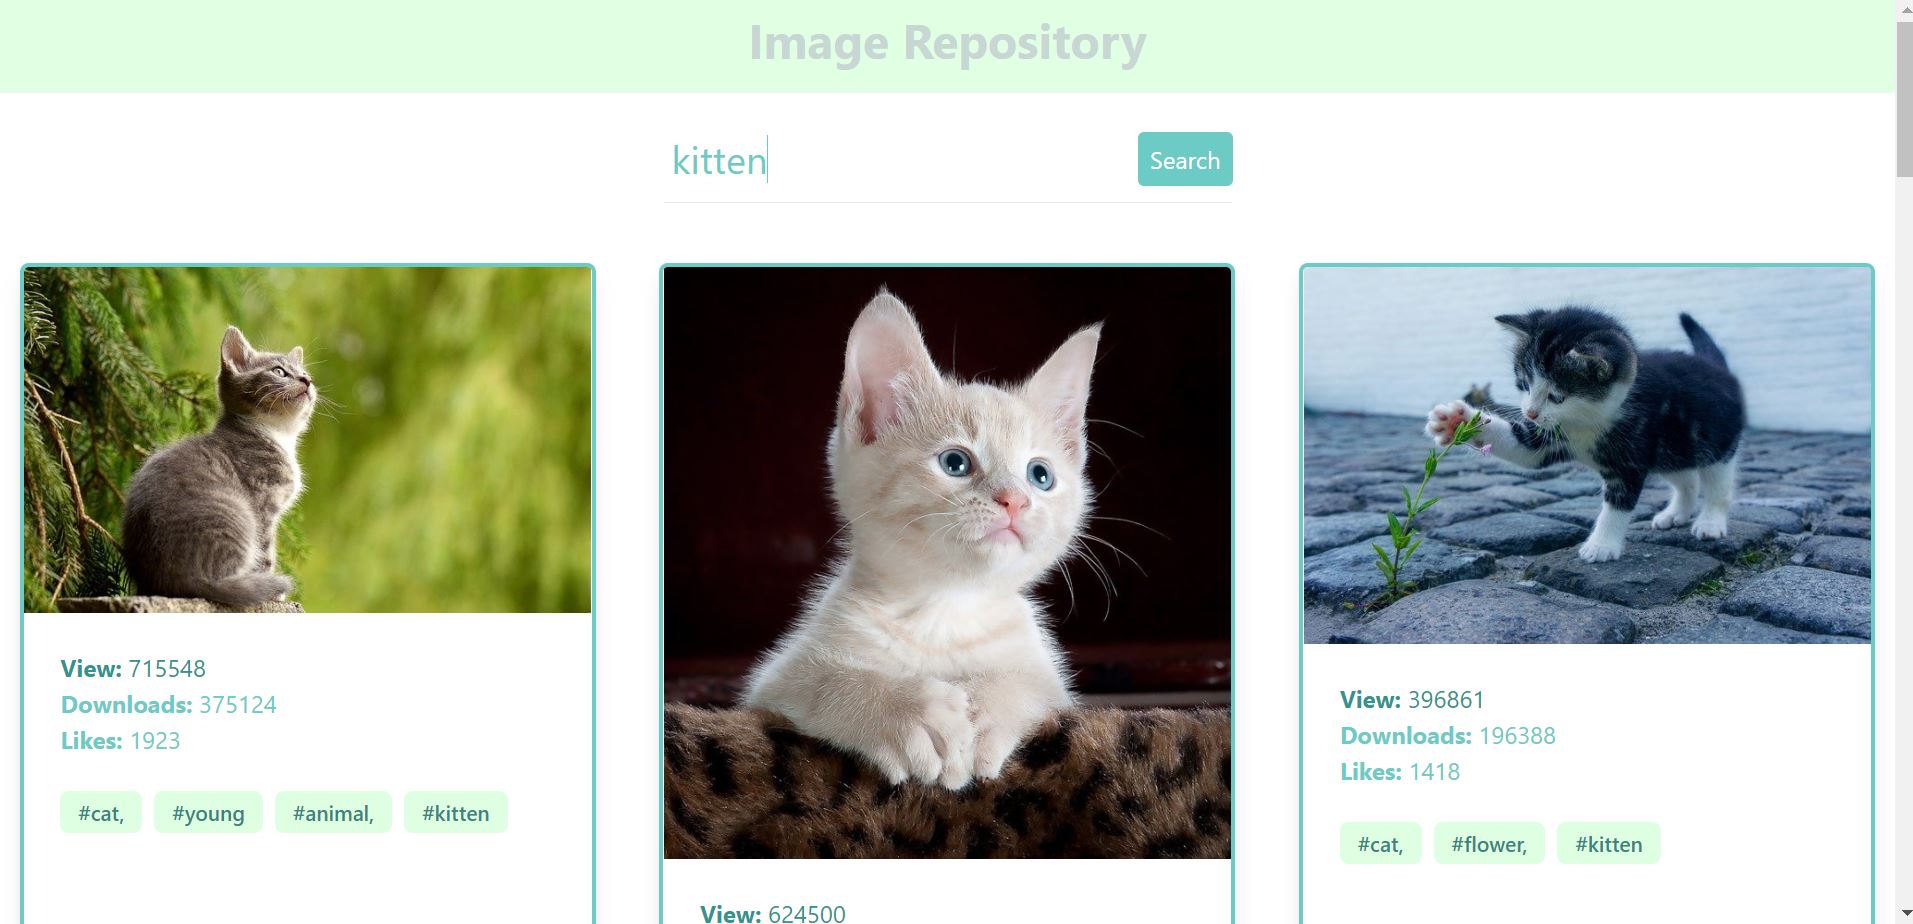 Image Repository
kitten
Search
View: 715548
Downloads: 375124
Likes: 1923
#cat,
#young
#animal,
#kitten
View: 624500
View: 396861
Downloads: 196388
Likes: 1418
#cat,
#flower,
#kitten